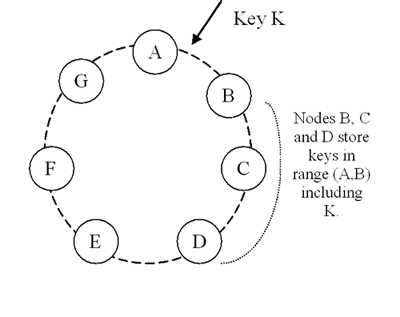 Key K
A
G
B
Nodes B, C
and D store
keys in
range (A,B)
including
K.
F
C
E
D